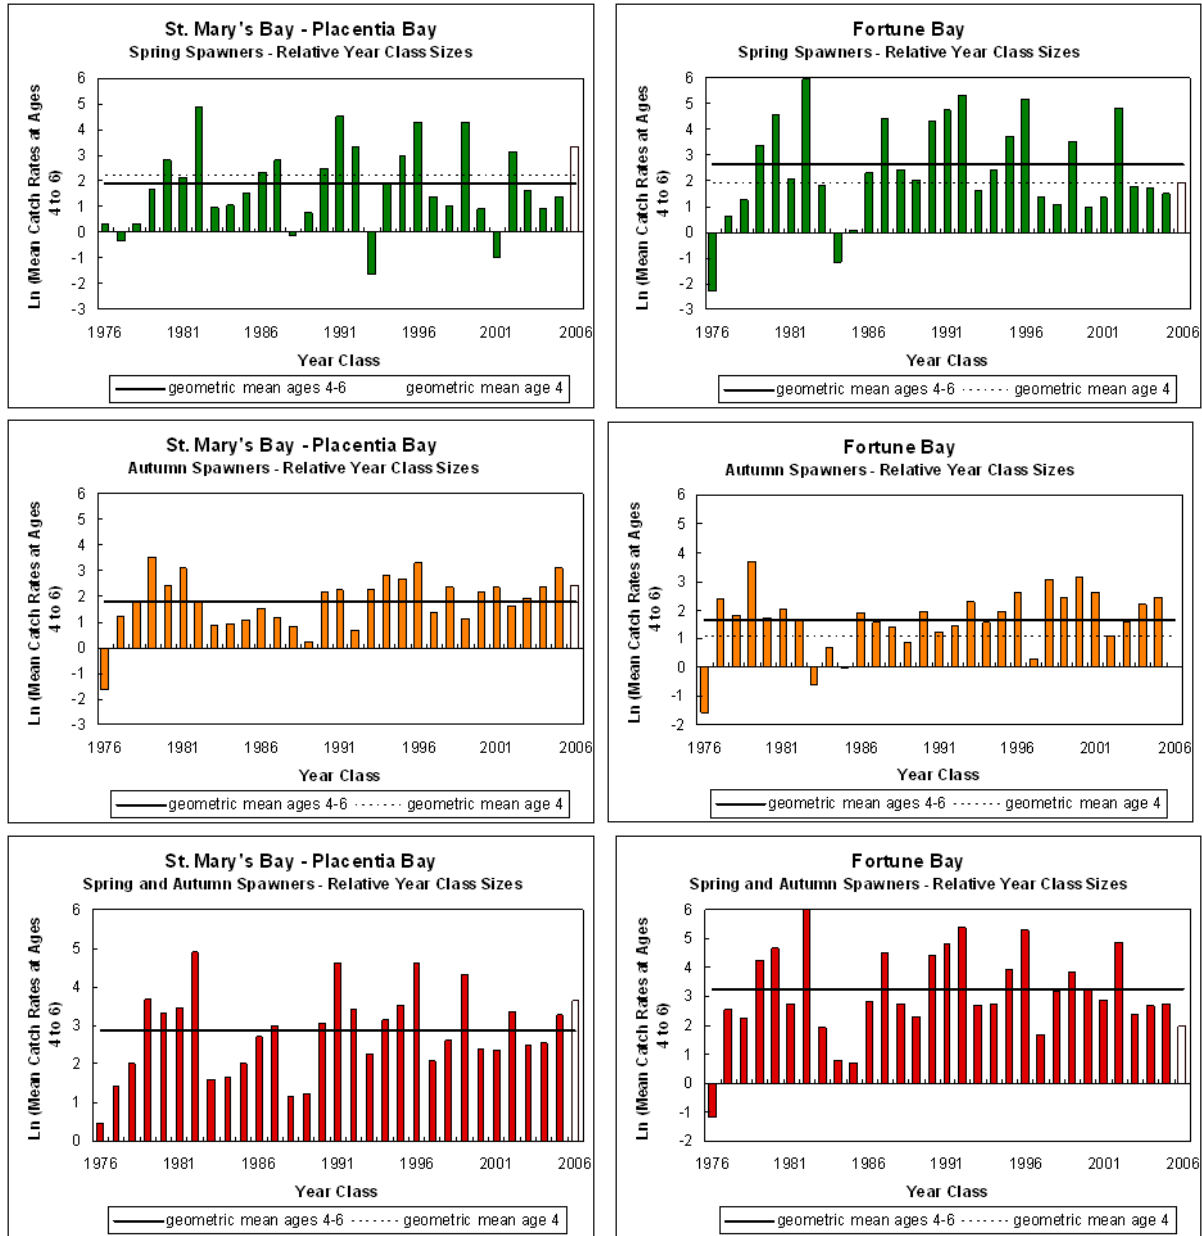 St. Mary's Bay - Placentia Bay
Spring Spawners - Relative Year Class Sizes
Ln (Mean Catch Rates at Ages
4 to 6)
6
5
4
3
2
1
0
-1
-2
-3
1976 1981 1986 1991 1996 2001 2006
Year Class
geometric mean ages 4-6 geometric mean age 4
Fortune Bay
Spring Spawners - Relative Year Class Sizes
Ln (Mean Catch Rates at Ages
4 to 6)
6
5
4
3
2
1
0
-1
-2
-3
1976 1981 1986 1991 1996 2001 2006
Year Class
geometric mean ages 4-6 geometric mean age 4
St. Mary's Bay - Placentia Bay
Autumn Spawners - Relative Year Class Sizes
Ln (Mean Catch Rates at Ages
4 to 6)
6
5
4
3
2
1
0
-1
-2
-3
1976 1981 1986 1991 1996 2001 2006
Year Class
geometric mean ages 4-6 geometric mean age 4
Fortune Bay
Autumn Spawners - Relative Year Class Sizes
Ln (Mean Catch Rates at Ages
4 to 6)
6
5
4
3
2
1
0
-1
-2
1976 1981 1986 1991 1996 2001 2006
Year Class
geometric mean ages 4-6 geometric mean age 4
St. Mary's Bay - Placentia Bay
Spring and Autumn Spawners - Relative Year Class Sizes
Ln (Mean Catch Rates at Ages
4 to 6)
6
5
4
3
2
1
0
1976 1981 1986 1991 1996 2001 2006
Year Class
geometric mean ages 4-6 geometric mean age 4
Fortune Bay
Spring and Autumn Spawners - Relative Year Class Sizes
Ln (Mean Catch Rates at Ages
4 to 6)
6
5
4
3
2
1
0
-1
-2
1976 1981 1986 1991 1996 2001 2006
Year Class
geometric mean ages 4-6 geometric mean age 4